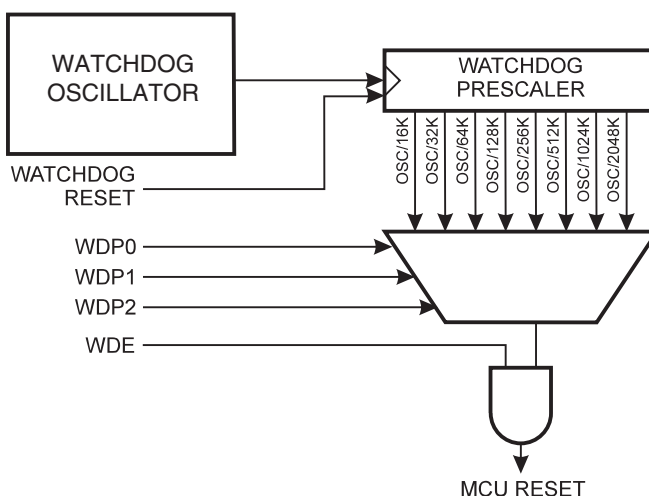 WATCHDOG
OSCILLATOR
WATCHDOG
PRESCALER
OSC/16K
OSC/32K
OSC/64K
OSC/128K
OSC/256K
OSC/512K
OSC/1024K
OSC/2048K
WATCHDOG
RESET
WDP0
WDP1
WDP2
WDE
MCU RESET